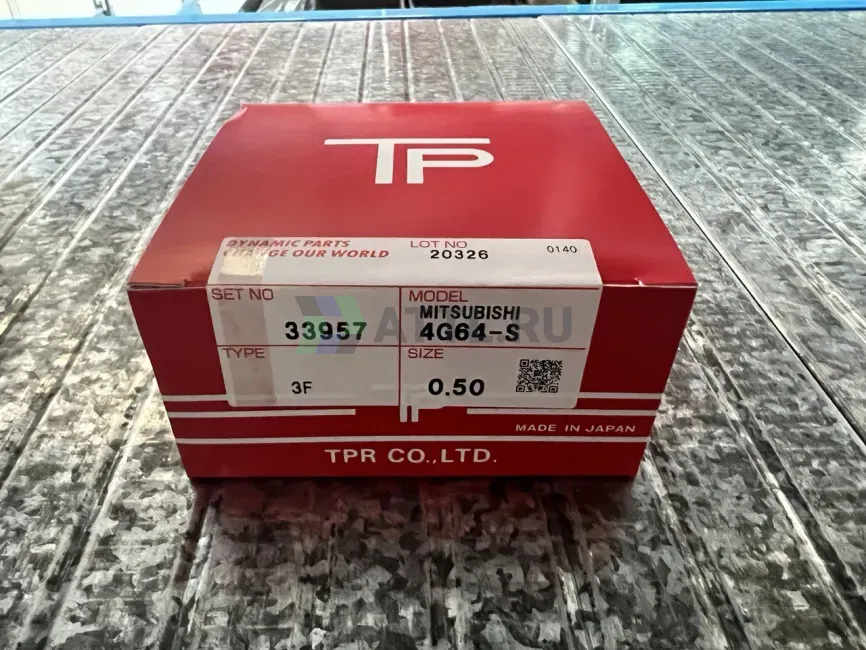 TP
DYNAMIC PARTS
CHANGE OUR WORLD
LOT NO
20326
0140
SET NO
33957
MODEL
MITSUBISHI
4G64-S
TYPE
3F
SIZE
0.50
TP
MADE IN JAPAN
TPR CO.,LTD.